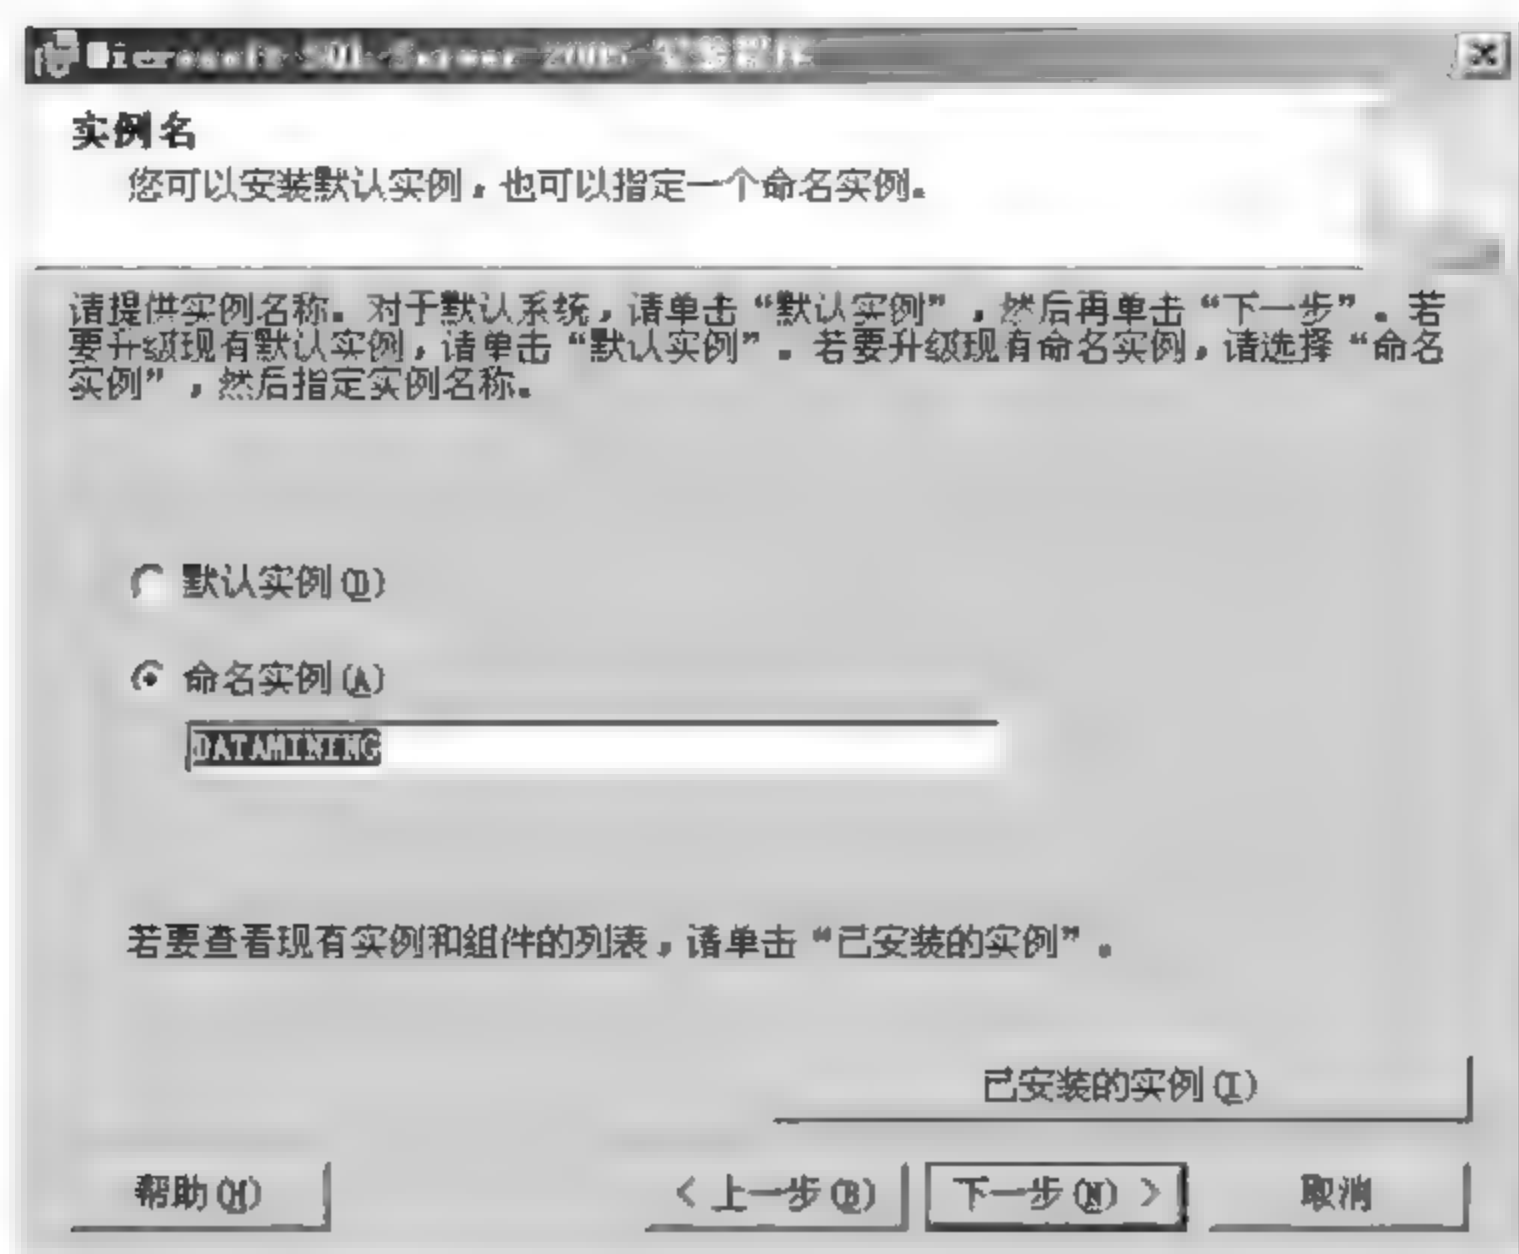 Microsoft SQL Server 2005
实例名
您可以安装默认实例，也可以指定一个命名实例。
请提供实例名称。对于默认系统，请单击“默认实例”，然后再单击“下一步”。若
要升级现有默认实例，请单击“默认实例”。若要升级现有命名实例，请选择“命名
实例”，然后指定实例名称。
默认实例(D)
命名实例(A)
DATAMINING
若要查看现有实例和组件的列表，请单击“已安装的实例”。
已安装的实例(I)
帮助(H)
< 上一步(B)
下一步(N) >
取消